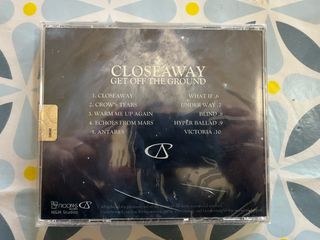 CLOSEAWAY
GET OFF THE GROUND
1. CLOSEAWAY
2. CROW'S TEARS
3. WARM ME UP AGAIN
4. ECHOES FROM MARS
5. ANTARES
WHAT IF .6
UNDER WAY .7
BLIND .8
HYPER BALLAD .9
VICTORIA .10